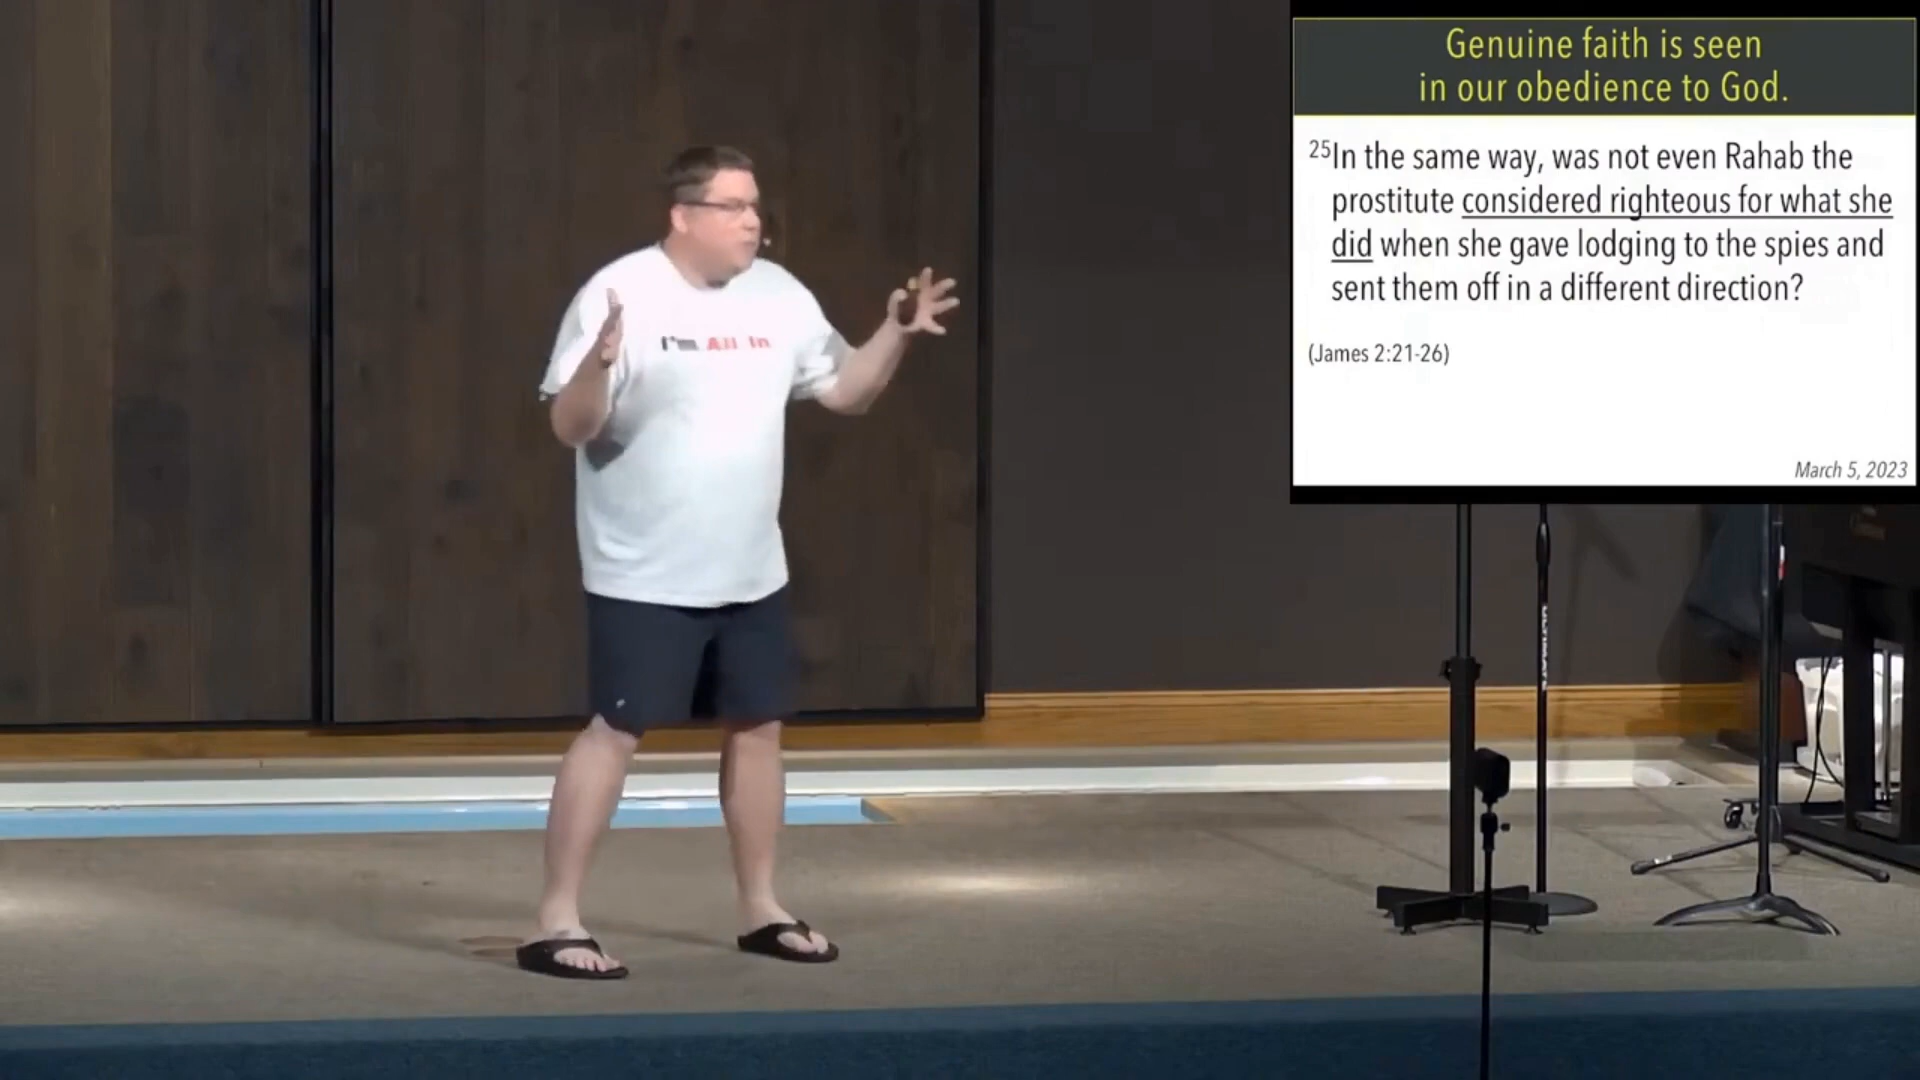 Genuine faith is seen
in our obedience to God.
25In the same way, was not even Rahab the
prostitute considered righteous for what she
did when she gave lodging to the spies and
sent them off in a different direction?
(James 2:21-26)
March 5, 2023
I'm All In